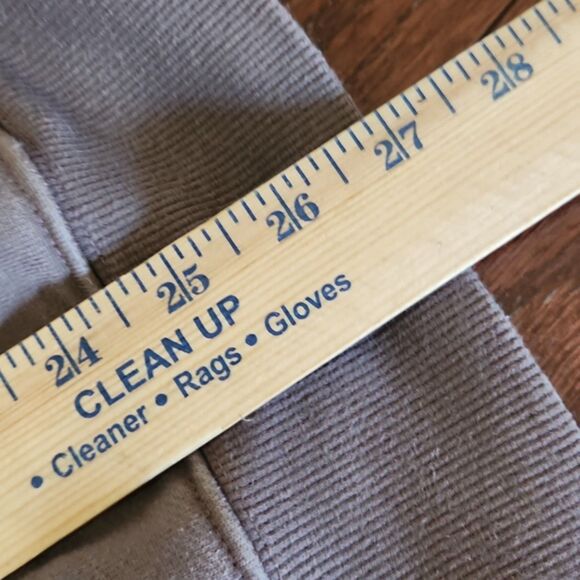 24 25 26 27 28
CLEAN UP
• Cleaner • Rags • Gloves